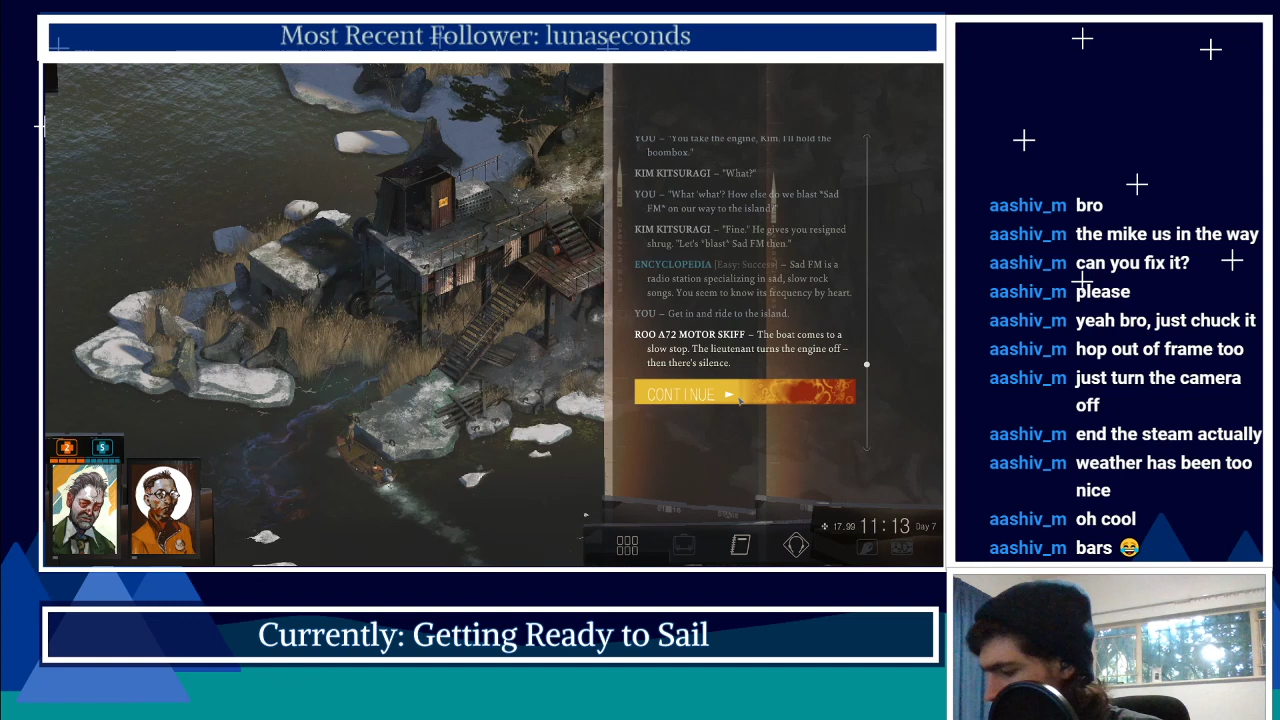 Most Recent Follower: lunaseconds
YOU – "You take the engine, Kim. I'll hold the
boombox."
KIM KITSURAGI – "What?"
YOU – "What 'what'? How else do we blast *Sad
FM* on our way to the island?"
KIM KITSURAGI – "Fine." He gives you resigned
shrug. "Let's *blast* Sad FM then."
ENCYCLOPEDIA [Easy: Success] – Sad FM is a
radio station specializing in sad, slow rock
songs. You seem to know its frequency by heart.
YOU – Get in and ride to the island.
ROO A72 MOTOR SKIFF – The boat comes to a
slow stop. The lieutenant turns the engine off –
then there's silence.
CONTINUE
2 5
17.99 11:13 Day 7
aashiv_m bro
aashiv_m the mike us in the way
aashiv_m can you fix it?
aashiv_m please
aashiv_m yeah bro, just chuck it
aashiv_m hop out of frame too
aashiv_m just turn the camera
off
aashiv_m end the steam actually
aashiv_m weather has been too
nice
aashiv_m oh cool
aashiv_m bars 😂
Currently: Getting Ready to Sail